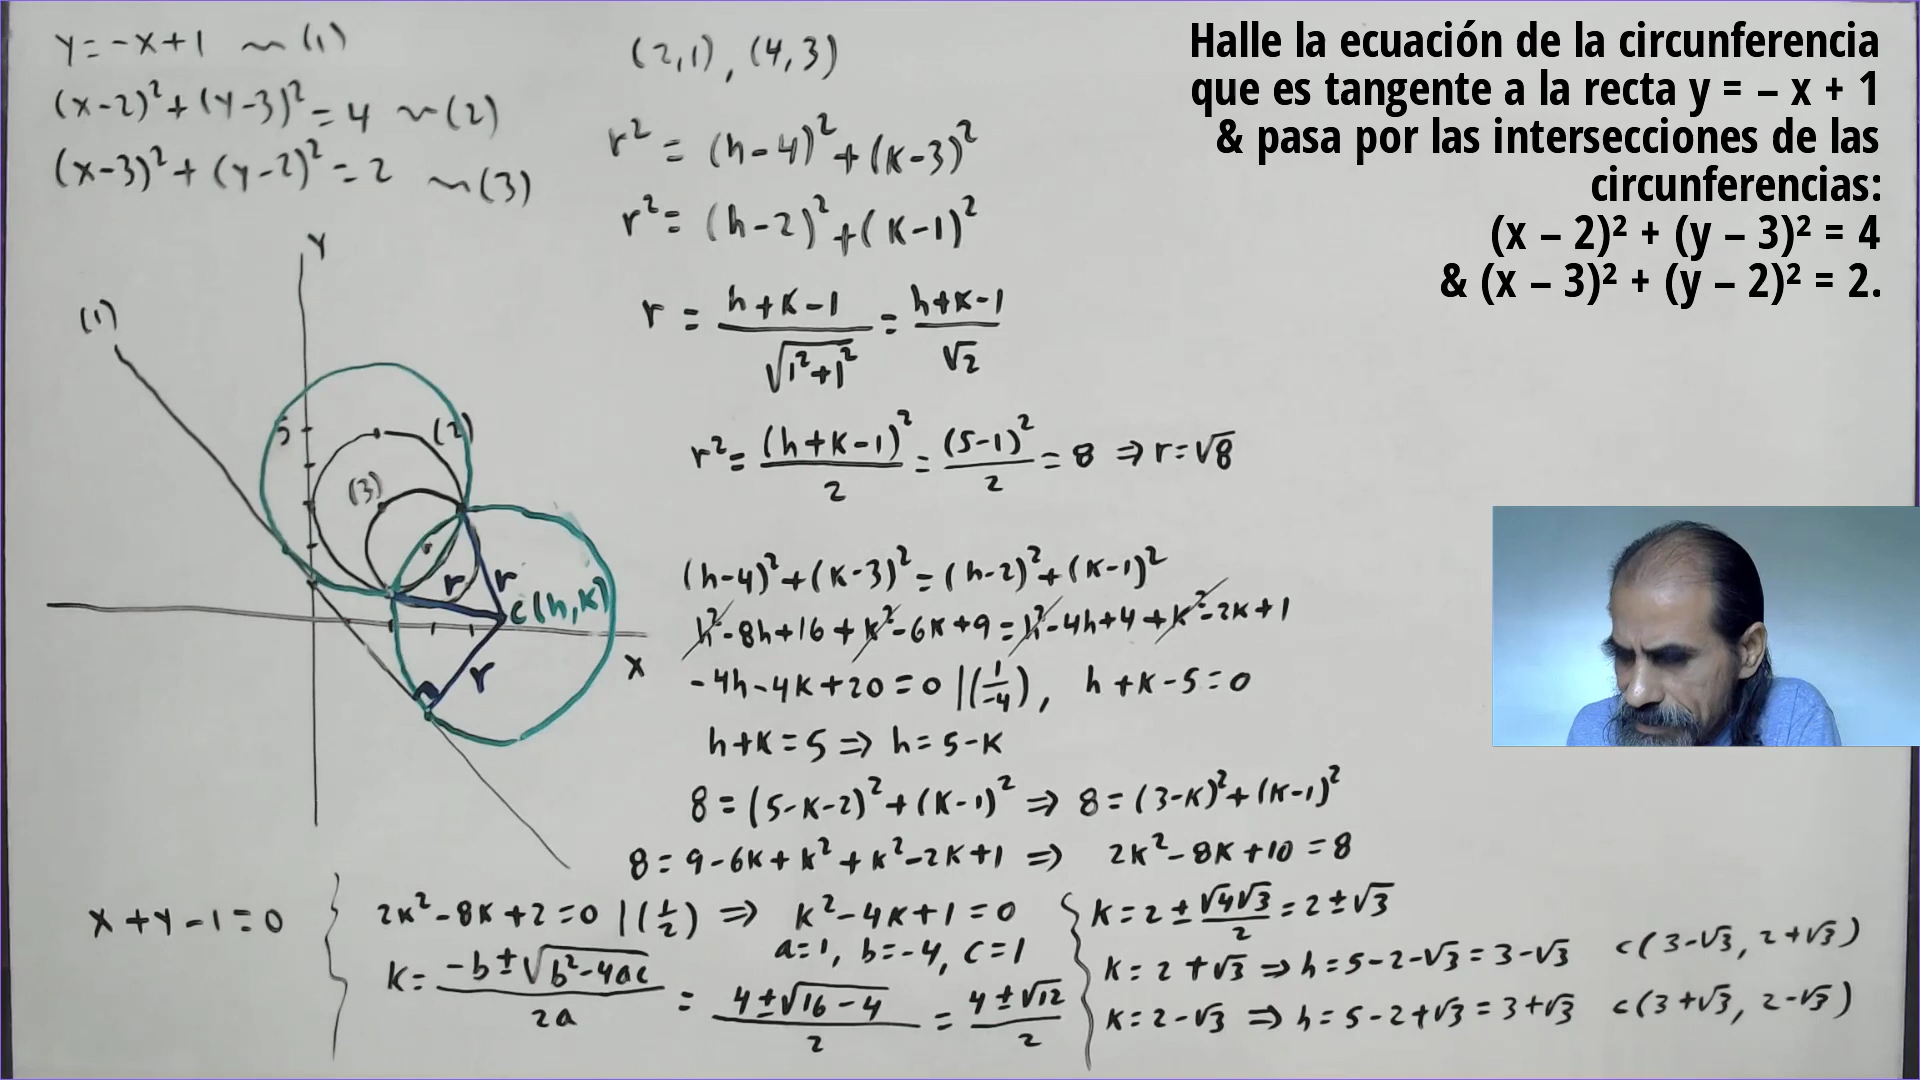 Halle la ecuación de la circunferencia
que es tangente a la recta y = – x + 1
& pasa por las intersecciones de las
circunferencias:
(x – 2)² + (y – 3)² = 4
& (x – 3)² + (y – 2)² = 2.
y = -x+1 ~ (1)
(x-2)² + (y-3)² = 4 ~ (2)
(x-3)² + (y-2)² = 2 ~ (3)
y
(1)
5
(2)
(3)
r
r
c(h,k)
r
x
(2,1), (4,3)
r² = (h-4)² + (k-3)²
r² = (h-2)² + (k-1)²
r = h+k-1 / √1²+1² = h+k-1 / √2
r² = (h+k-1)² / 2 = (5-1)² / 2 = 8 ⇒ r = √8
(h-4)² + (k-3)² = (h-2)² + (k-1)²
h² - 8h + 16 + k² - 6k + 9 = h² - 4h + 4 + k² - 2k + 1
-4h - 4k + 20 = 0 |(1/-4), h + k - 5 = 0
h + k = 5 ⇒ h = 5 - k
8 = (5-k-2)² + (k-1)² ⇒ 8 = (3-k)² + (k-1)²
8 = 9 - 6k + k² + k² - 2k + 1 ⇒ 2k² - 8k + 10 = 8
x + y - 1 = 0
2k² - 8k + 2 = 0 |(1/2) ⇒ k² - 4k + 1 = 0
a = 1, b = -4, c = 1
k = -b ± √b² - 4ac / 2a = 4 ± √16 - 4 / 2 = 4 ± √12 / 2
k = 2 ± √4√3 / 2 = 2 ± √3
k = 2 + √3 ⇒ h = 5 - 2 - √3 = 3 - √3 c(3-√3, 2+√3)
k = 2 - √3 ⇒ h = 5 - 2 + √3 = 3 + √3 c(3+√3, 2-√3)